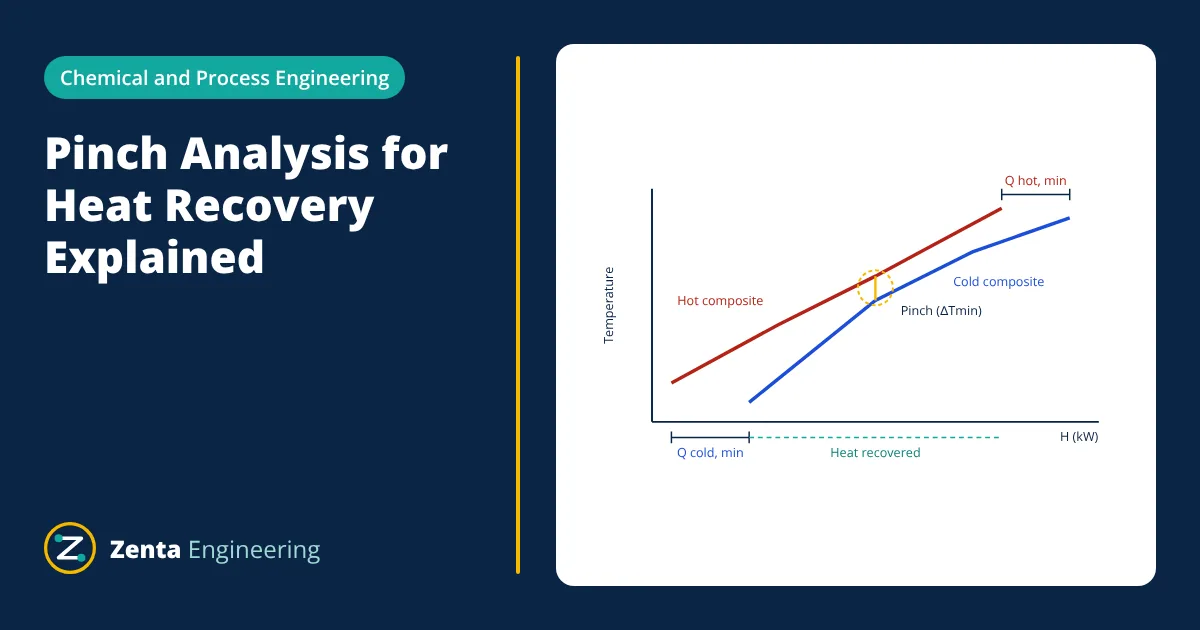 Chemical and Process Engineering
Pinch Analysis for
Heat Recovery
Explained
Zenta Engineering
Q hot, min
Temperature
Hot composite
Cold composite
Pinch (ΔTmin)
H (kW)
Q cold, min
Heat recovered